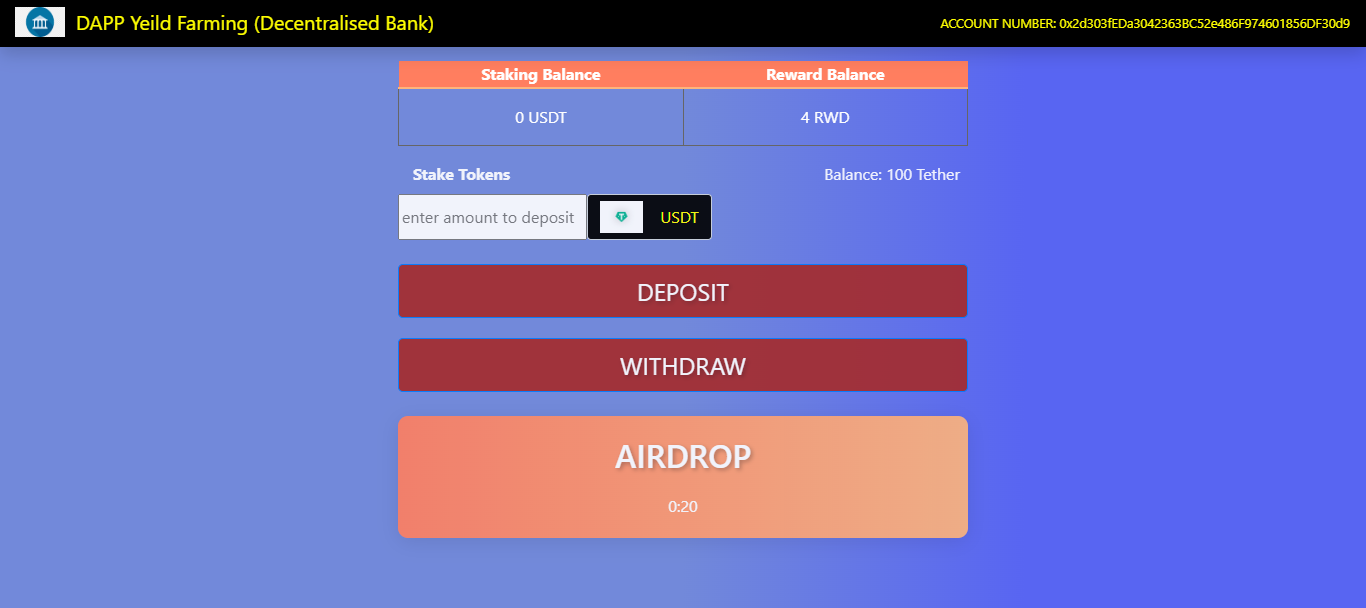 DAPP Yeild Farming (Decentralised Bank)
ACCOUNT NUMBER: 0x2d303fEDa3042363BC52e486F974601856DF30d9
Staking Balance Reward Balance
0 USDT 4 RWD
Stake Tokens Balance: 100 Tether
enter amount to deposit USDT
DEPOSIT
WITHDRAW
AIRDROP
0:20